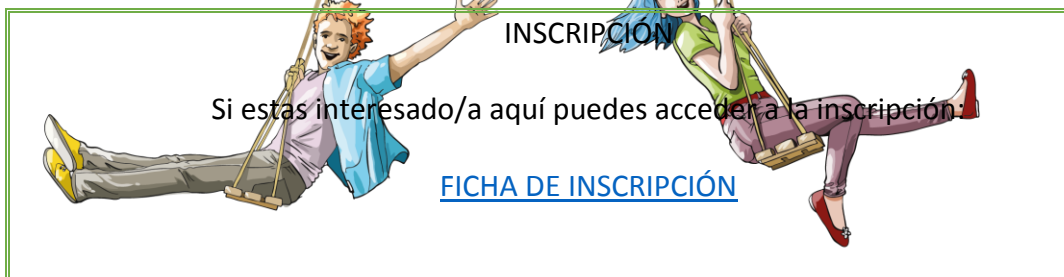 INSCRIPCIÓN
Si estas interesado/a aquí puedes acceder a la inscripción:
FICHA DE INSCRIPCIÓN